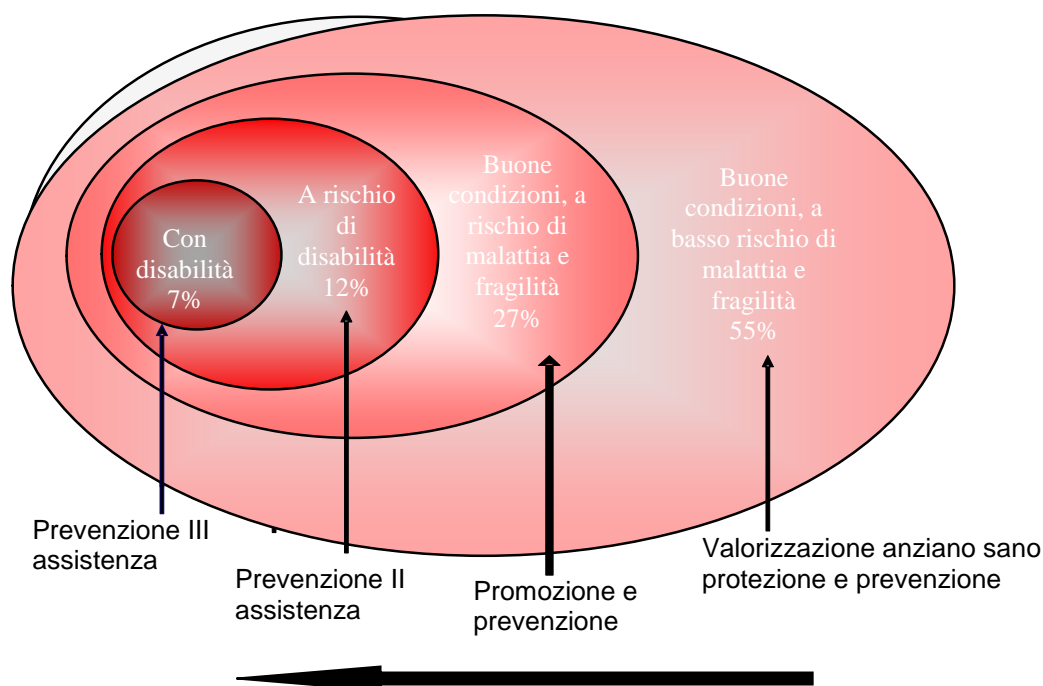 Con
disabilità
7%
A rischio
di
disabilità
12%
Buone
condizioni, a
rischio di
malattia e
fragilità
27%
Buone
condizioni, a
basso rischio di
malattia e
fragilità
55%
Prevenzione III
assistenza
Prevenzione II
assistenza
Promozione e
prevenzione
Valorizzazione anziano sano
protezione e prevenzione